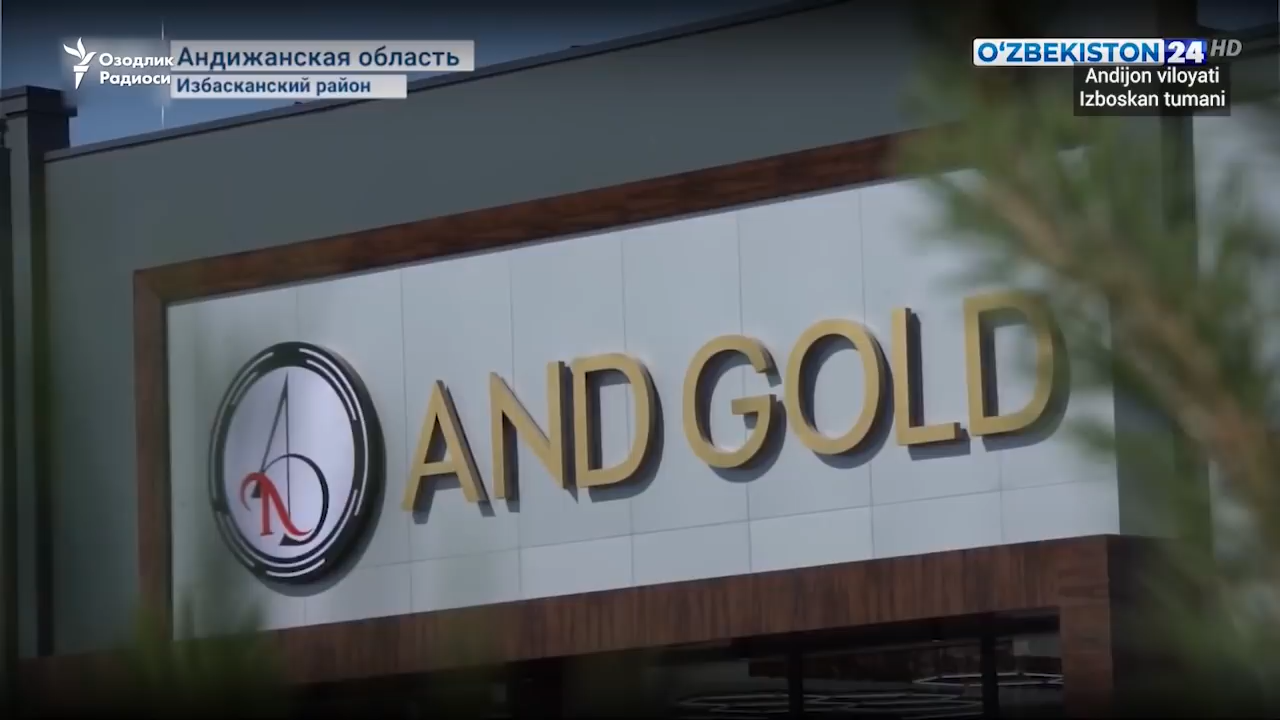 Озодлик
Радиоси
Андижанская область
Избасканский район
O‘ZBEKISTON 24 HD
Andijon viloyati
Izboskan tumani
AND GOLD